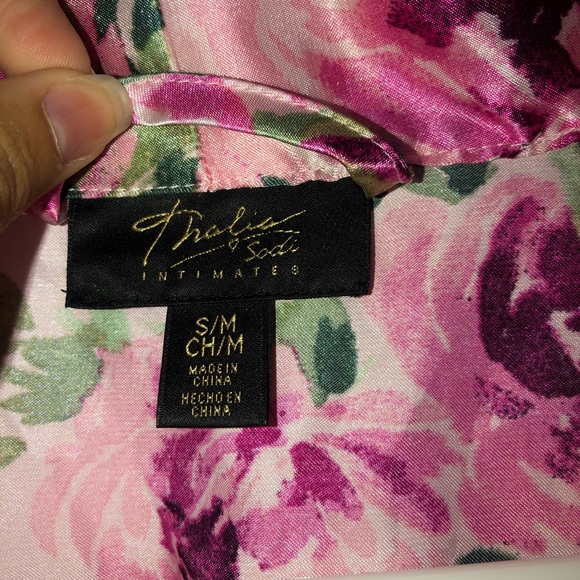 Thalia
Sodi
INTIMATES
S/M
CH/M
MADE IN
CHINA
HECHO EN
CHINA